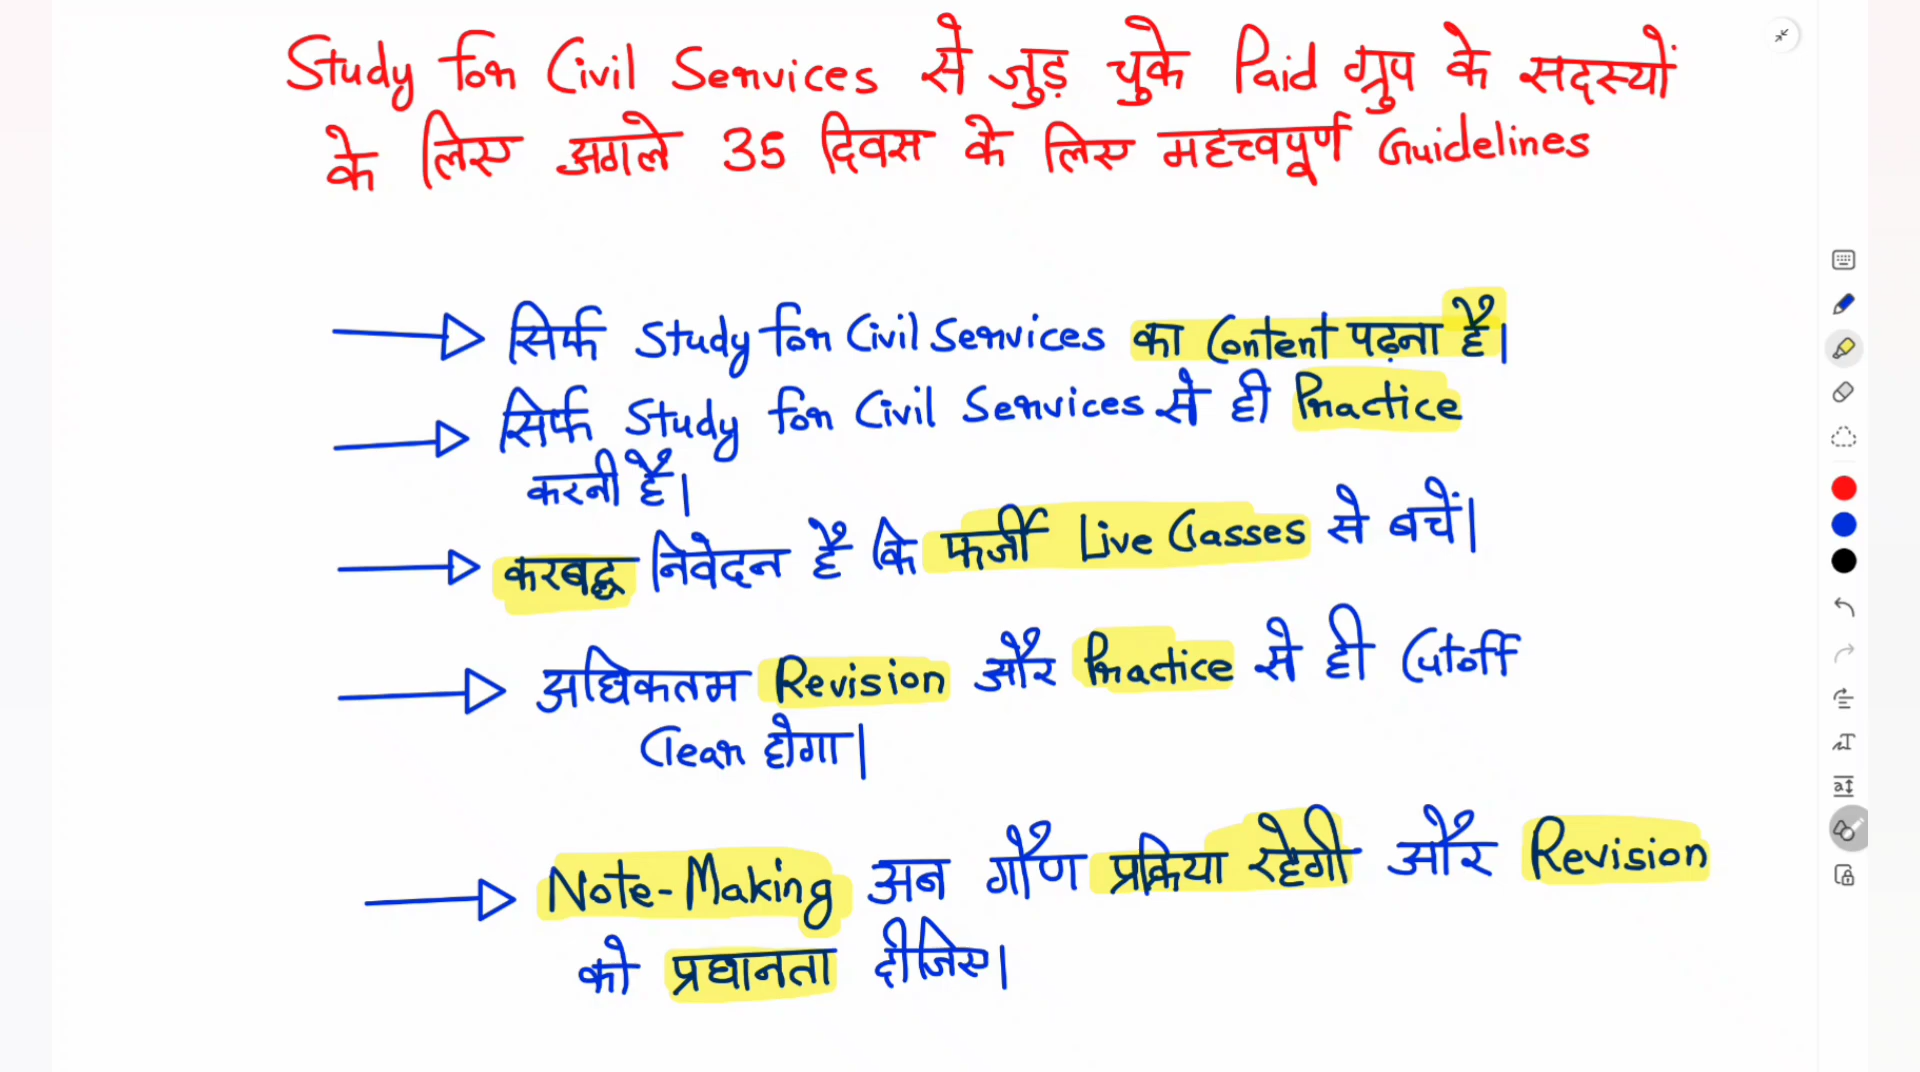 Study for Civil Services से जुड़ चुके Paid ग्रुप के सदस्यों
के लिए अगले 35 दिवस के लिए महत्त्वपूर्ण Guidelines
सिर्फ Study for Civil Services का Content पढ़ना है।
सिर्फ Study for Civil Services से ही Practice
करनी है।
करबद्ध निवेदन है कि फर्जी Live Classes से बचें।
अधिकतम Revision और Practice से ही Cutoff
Clear होगा।
Note-Making अब गौण प्रक्रिया रहेगी और Revision
को प्रधानता दीजिए।